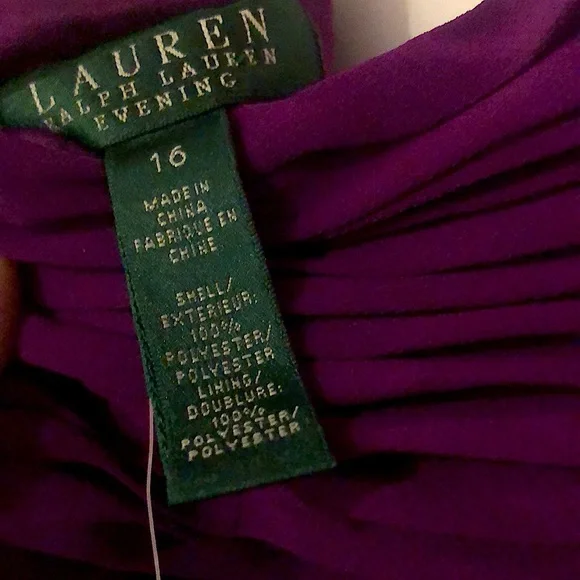 LAUREN
RALPH LAUREN
EVENING
16
MADE IN
CHINA
FABRIQUE EN
CHINE
SHELL/
EXTERIEUR:
100%
POLYESTER/
POLYESTER
LINING/
DOUBLURE:
100%
POLYESTER/
POLYESTER